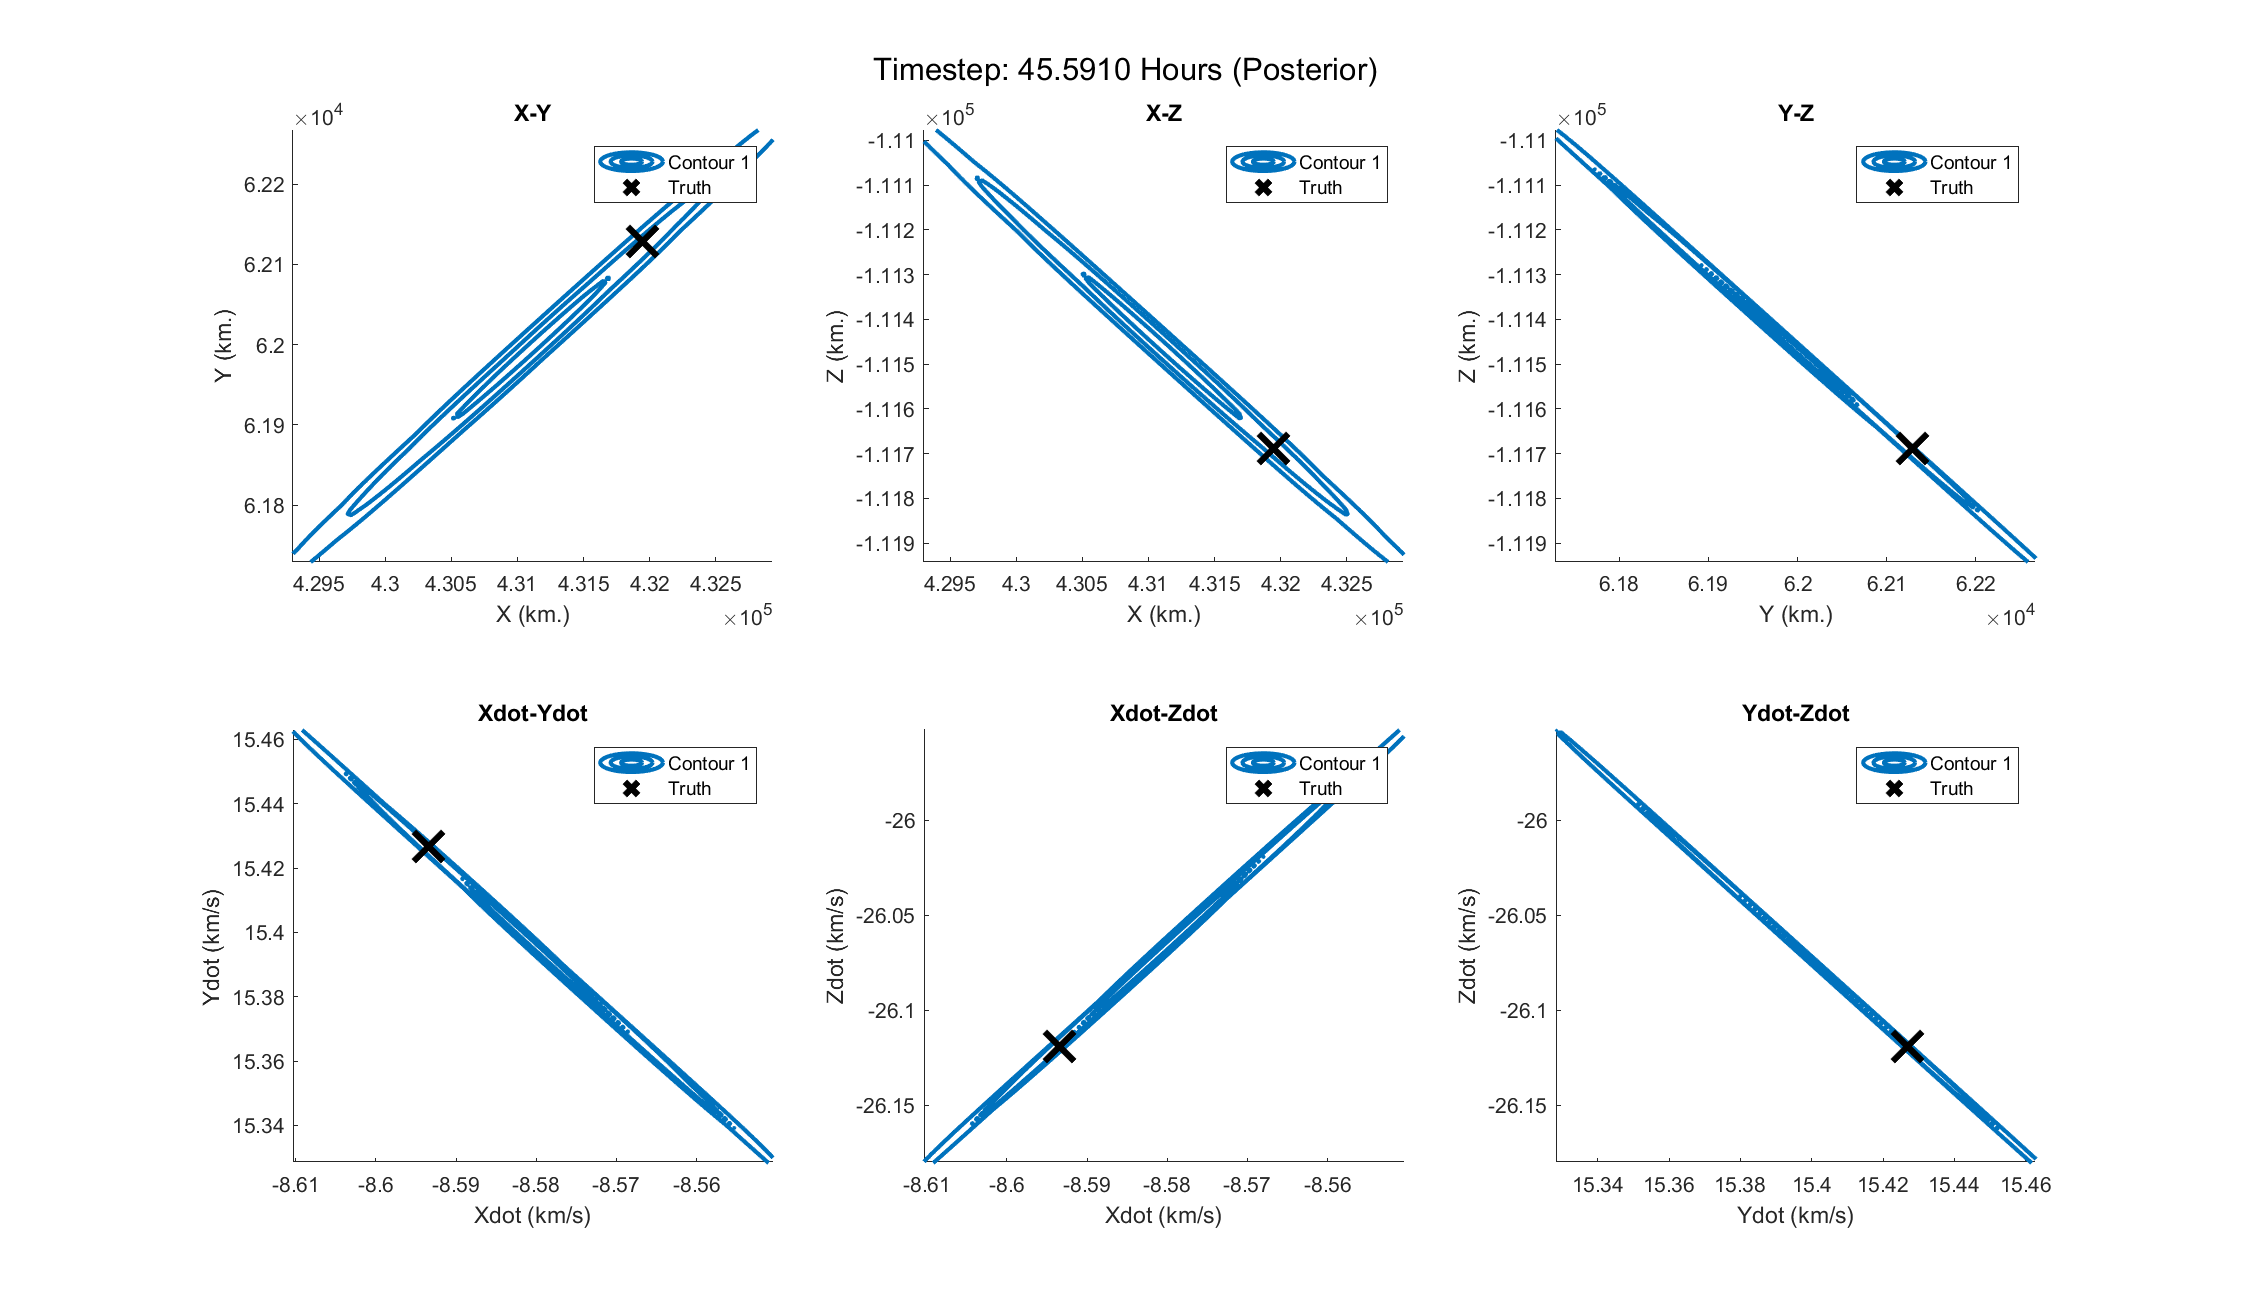 Timestep: 45.5910 Hours (Posterior)
X-Y
×10^4
Contour 1
Truth
6.22
6.21
6.2
6.19
6.18
Y (km.)
4.295 4.3 4.305 4.31 4.315 4.32 4.325
X (km.)
×10^5
X-Z
×10^5
Contour 1
Truth
-1.11
-1.111
-1.112
-1.113
-1.114
-1.115
-1.116
-1.117
-1.118
-1.119
Z (km.)
4.295 4.3 4.305 4.31 4.315 4.32 4.325
X (km.)
×10^5
Y-Z
×10^5
Contour 1
Truth
-1.11
-1.111
-1.112
-1.113
-1.114
-1.115
-1.116
-1.117
-1.118
-1.119
Z (km.)
6.18 6.19 6.2 6.21 6.22
Y (km.)
×10^4
Xdot-Ydot
Contour 1
Truth
15.46
15.44
15.42
15.4
15.38
15.36
15.34
Ydot (km/s)
-8.61 -8.6 -8.59 -8.58 -8.57 -8.56
Xdot (km/s)
Xdot-Zdot
Contour 1
Truth
-26
-26.05
-26.1
-26.15
Zdot (km/s)
-8.61 -8.6 -8.59 -8.58 -8.57 -8.56
Xdot (km/s)
Ydot-Zdot
Contour 1
Truth
-26
-26.05
-26.1
-26.15
Zdot (km/s)
15.34 15.36 15.38 15.4 15.42 15.44 15.46
Ydot (km/s)